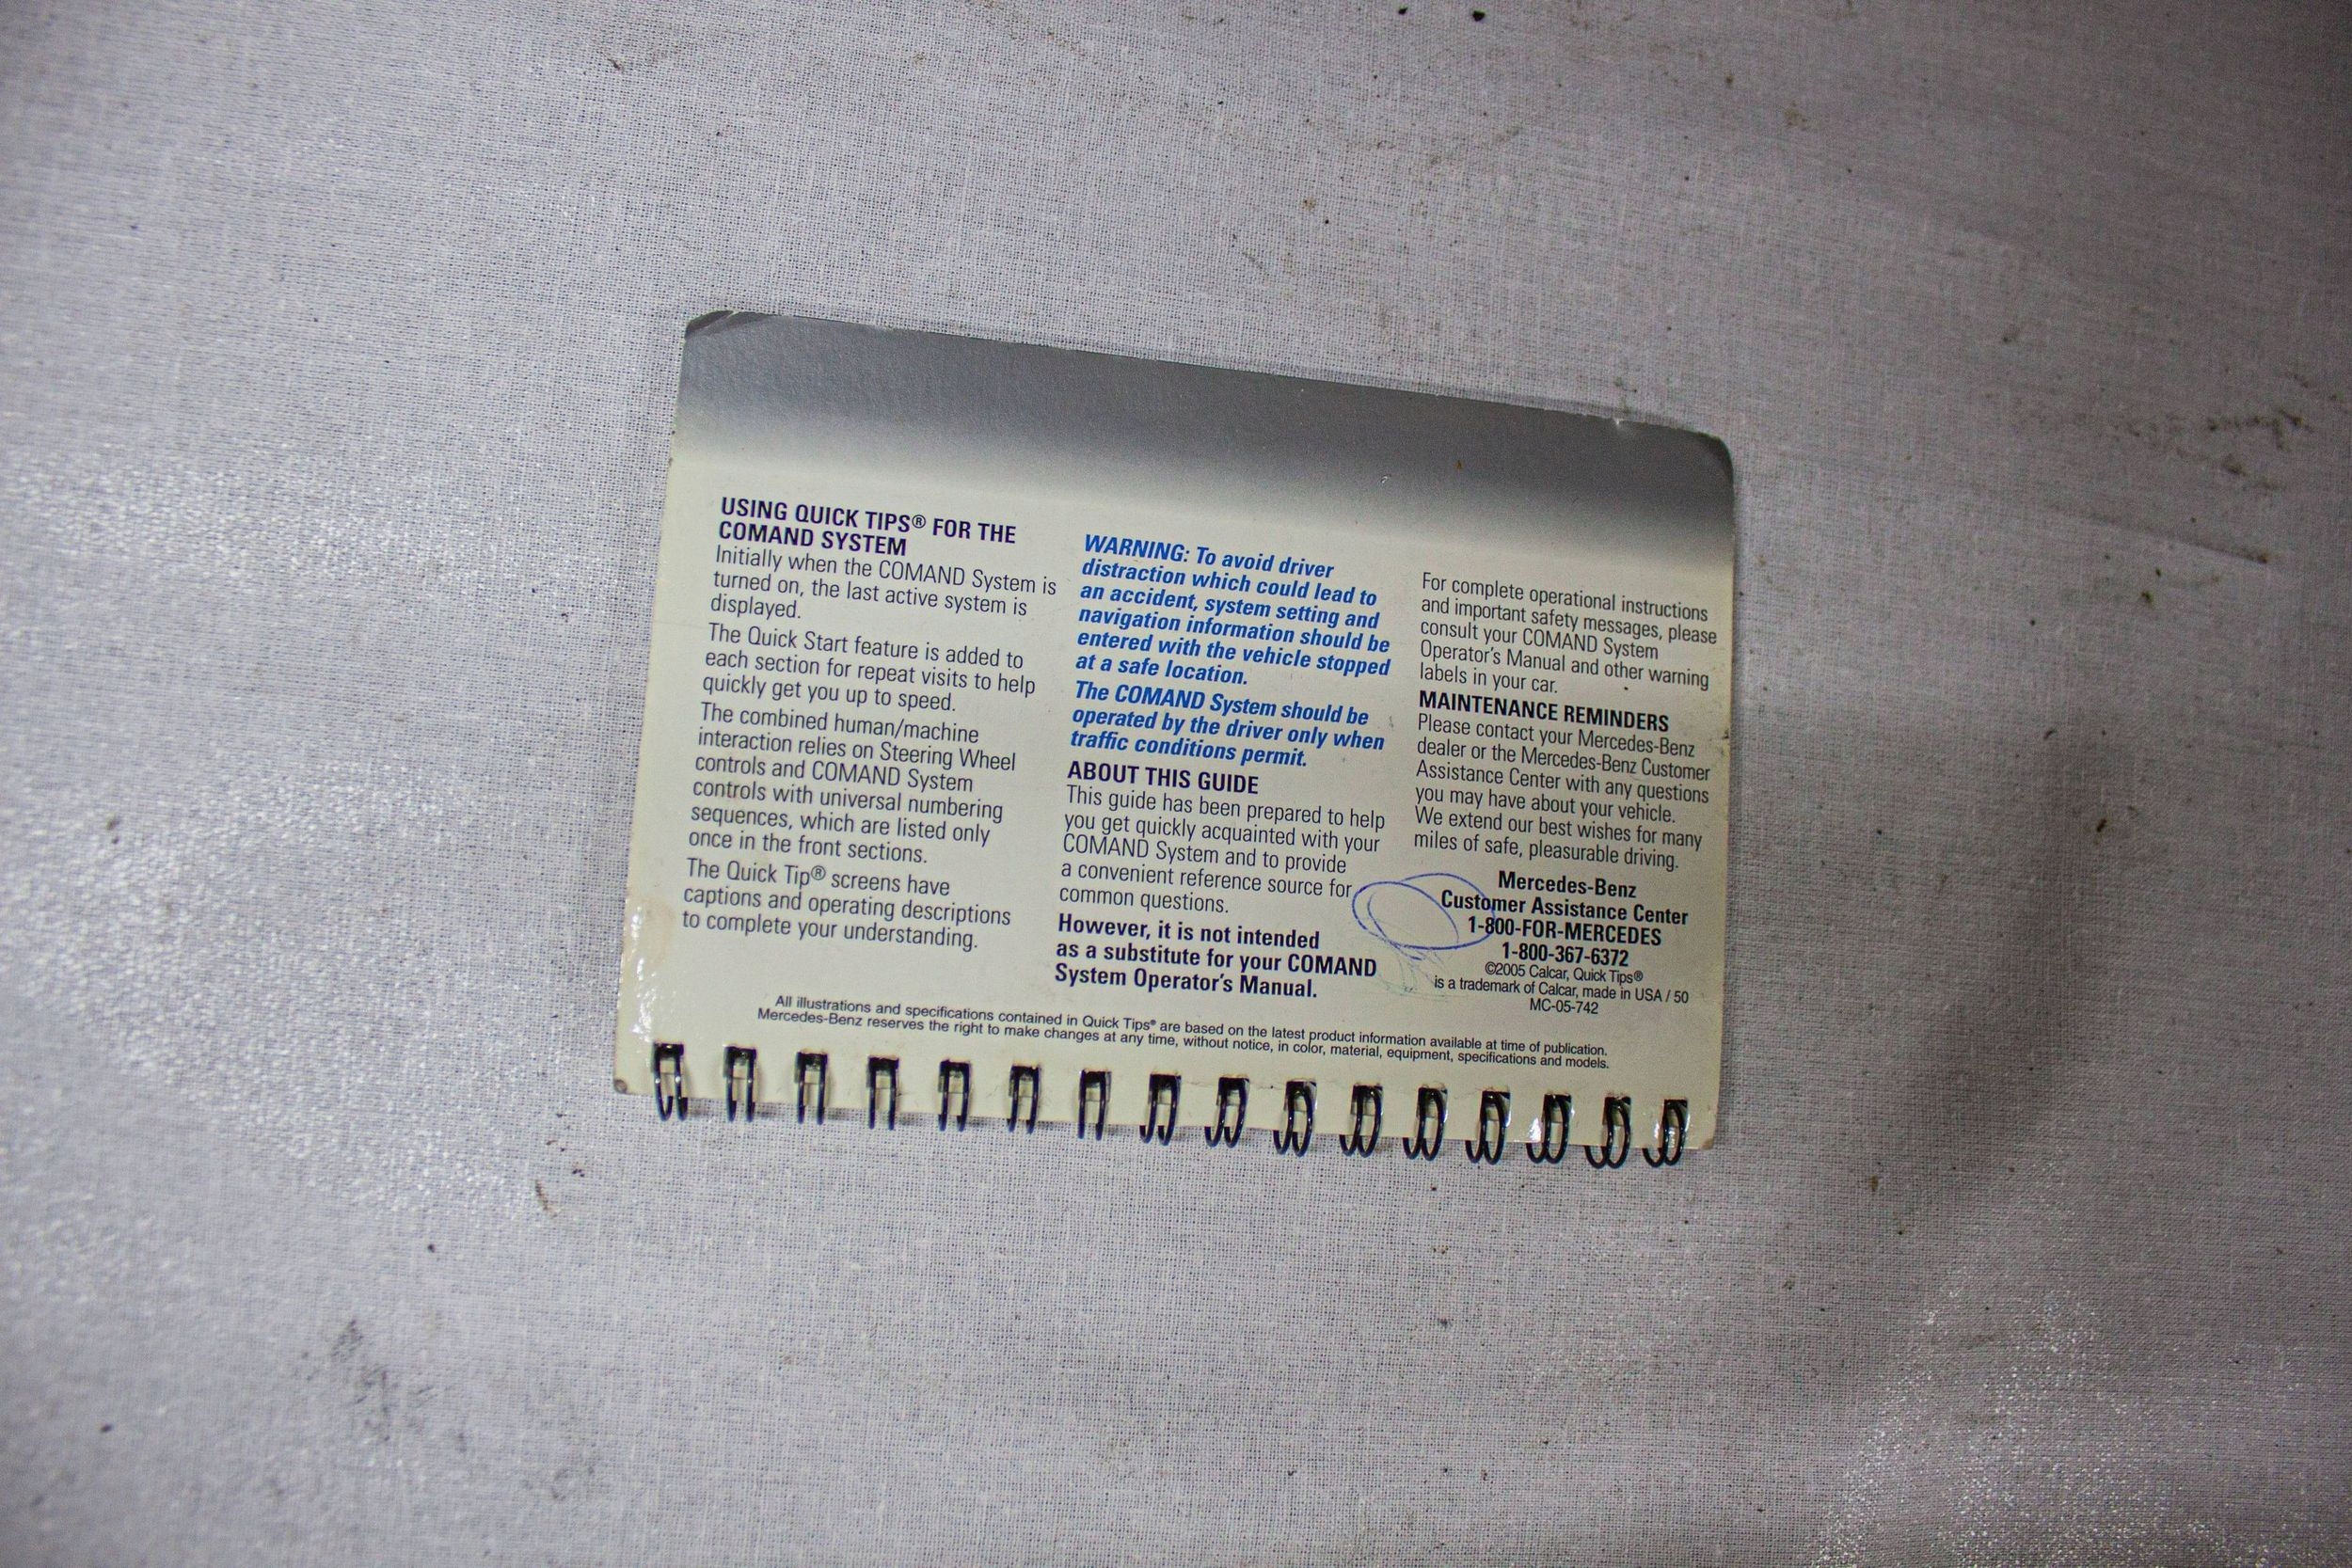 USING QUICK TIPS® FOR THE
COMAND SYSTEM
Initially when the COMAND System is
turned on, the last active system is
displayed.
The Quick Start feature is added to
each section for repeat visits to help
quickly get you up to speed.
The combined human/machine
interaction relies on Steering Wheel
controls and COMAND System
controls with universal numbering
sequences, which are listed only
once in the front sections.
The Quick Tip® screens have
captions and operating descriptions
to complete your understanding.
WARNING: To avoid driver
distraction which could lead to
an accident, system setting and
navigation information should be
entered with the vehicle stopped
at a safe location.
The COMAND System should be
operated by the driver only when
traffic conditions permit.
ABOUT THIS GUIDE
This guide has been prepared to help
you get quickly acquainted with your
COMAND System and to provide
a convenient reference source for
common questions.
However, it is not intended
as a substitute for your COMAND
System Operator's Manual.
For complete operational instructions
and important safety messages, please
consult your COMAND System
Operator's Manual and other warning
labels in your car.
MAINTENANCE REMINDERS
Please contact your Mercedes-Benz
dealer or the Mercedes-Benz Customer
Assistance Center with any questions
you may have about your vehicle.
We extend our best wishes for many
miles of safe, pleasurable driving.
Mercedes-Benz
Customer Assistance Center
1-800-FOR-MERCEDES
1-800-367-6372
©2005 Calcar, Quick Tips®
is a trademark of Calcar, made in USA / 50
MC-05-742
All illustrations and specifications contained in Quick Tips® are based on the latest product information available at time of publication.
Mercedes-Benz reserves the right to make changes at any time, without notice, in color, material, equipment, specifications and models.